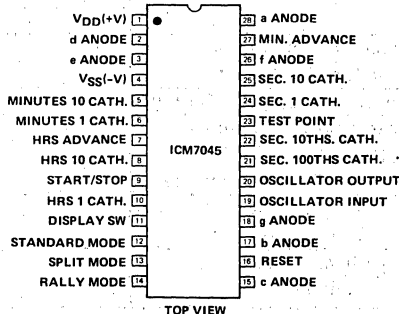 VDD(+V) 1 28 a ANODE
d ANODE 2 27 MIN. ADVANCE
e ANODE 3 26 f ANODE
VSS(-V) 4 25 SEC. 10 CATH.
MINUTES 10 CATH. 5 24 SEC. 1 CATH.
MINUTES 1 CATH. 6 23 TEST POINT
HRS ADVANCE 7 22 SEC. 10THS. CATH.
ICM7045
HRS 10 CATH. 8 21 SEC. 100THS CATH.
START/STOP 9 20 OSCILLATOR OUTPUT
HRS 1 CATH. 10 19 OSCILLATOR INPUT
DISPLAY SW 11 18 g ANODE
STANDARD MODE 12 17 b ANODE
SPLIT MODE 13 16 RESET
RALLY MODE 14 15 c ANODE
TOP VIEW